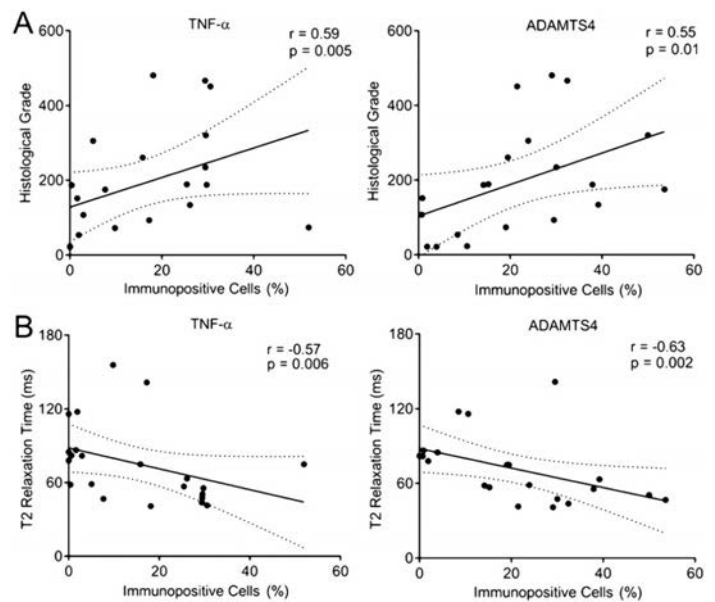 A
TNF-α
ADAMTS4
r = 0.59
p = 0.005
r = 0.55
p = 0.01
Histological Grade
600
400
200
0
0
20
40
60
Immunopositive Cells (%)
Histological Grade
600
400
200
0
0
20
40
60
Immunopositive Cells (%)
B
TNF-α
ADAMTS4
r = -0.57
p = 0.006
r = -0.63
p = 0.002
T2 Relaxation Time (ms)
180
120
60
0
0
20
40
60
Immunopositive Cells (%)
T2 Relaxation Time (ms)
180
120
60
0
0
20
40
60
Immunopositive Cells (%)